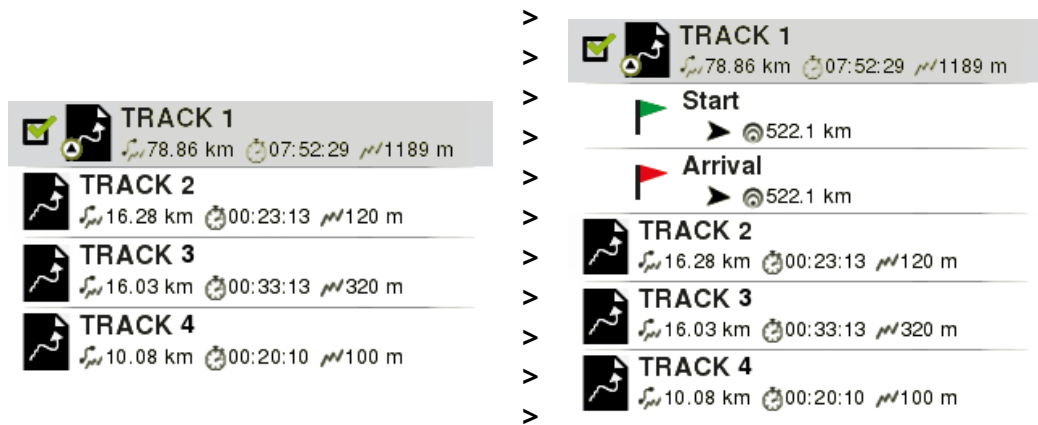 TRACK 1
78.86 km 07:52:29 1189 m
TRACK 2
16.28 km 00:23:13 120 m
TRACK 3
16.03 km 00:33:13 320 m
TRACK 4
10.08 km 00:20:10 100 m
>
>
>
>
>
>
>
>
>
>
>
TRACK 1
78.86 km 07:52:29 1189 m
Start
522.1 km
Arrival
522.1 km
TRACK 2
16.28 km 00:23:13 120 m
TRACK 3
16.03 km 00:33:13 320 m
TRACK 4
10.08 km 00:20:10 100 m